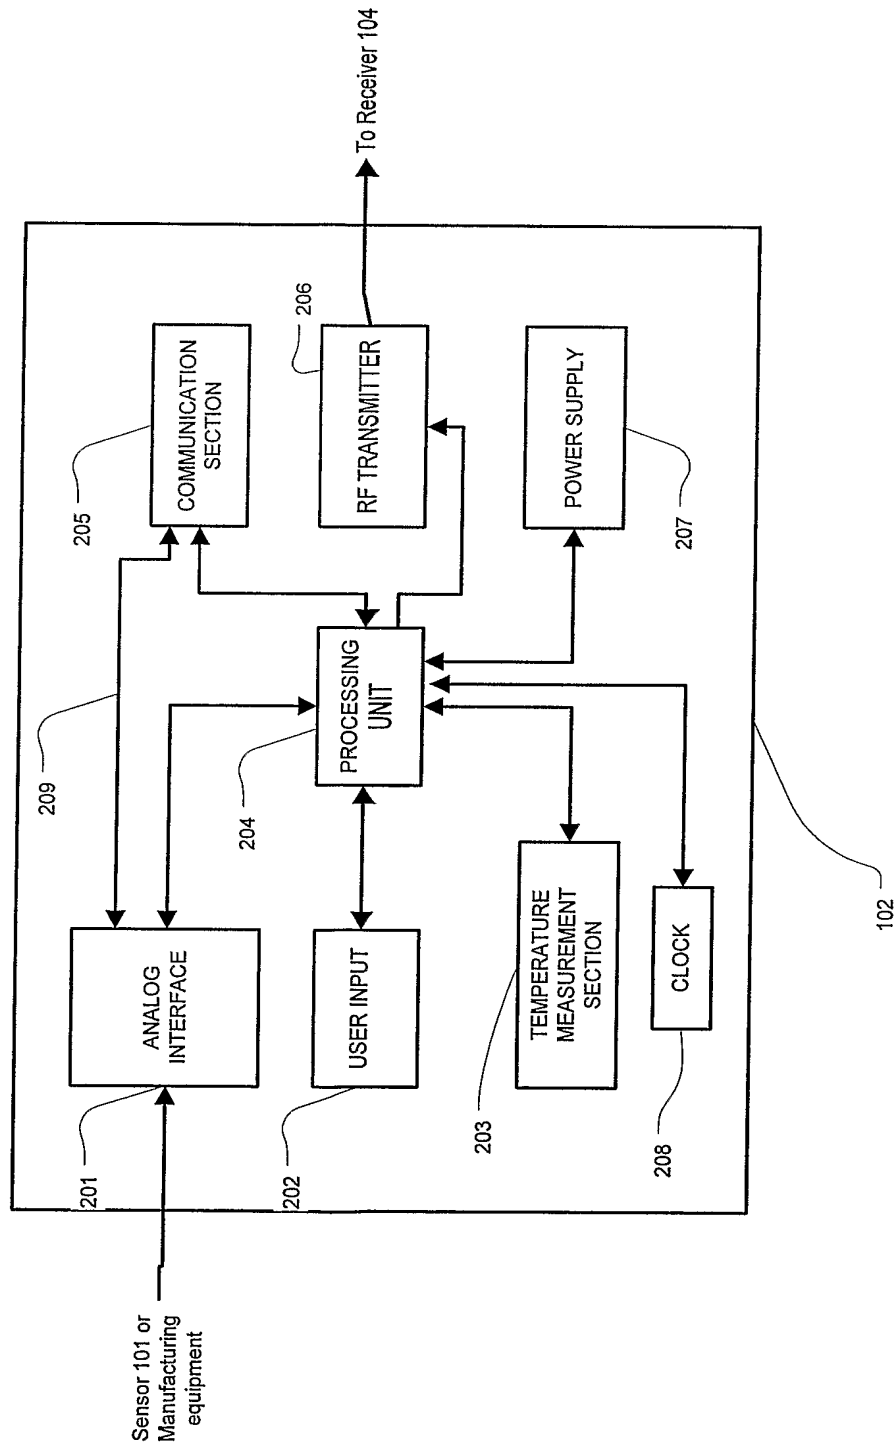 Sensor 101 or
Manufacturing
equipment
201
ANALOG
INTERFACE
209
205
COMMUNICATION
SECTION
202
USER INPUT
204
PROCESSING
UNIT
206
RF TRANSMITTER
To Receiver 104
203
TEMPERATURE
MEASUREMENT
SECTION
207
POWER SUPPLY
208
CLOCK
102